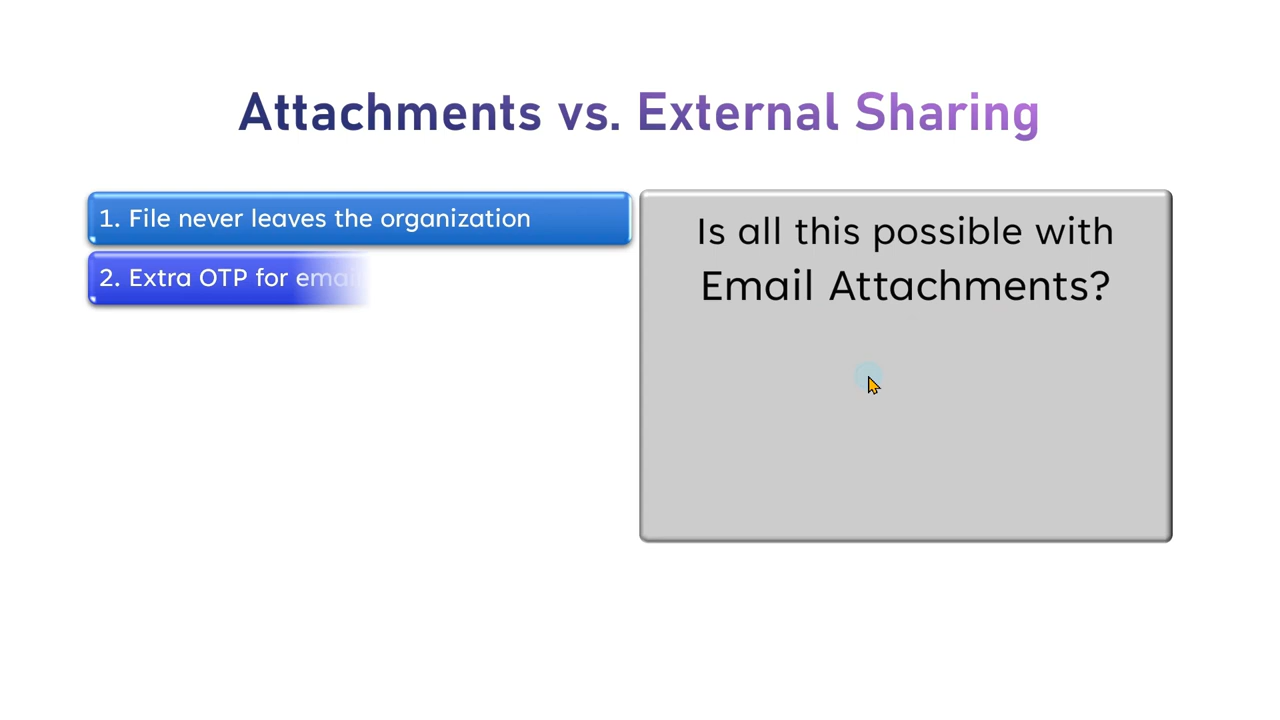 Attachments vs. External Sharing
1. File never leaves the organization
2. Extra OTP for
Is all this possible with
Email Attachments?